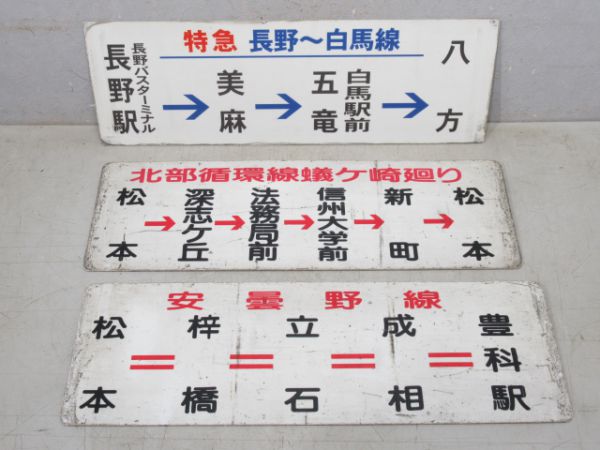 特急 長野～白馬線
長野駅
長野バスターミナル
→
美麻
→
五竜
白馬駅前
→
八方
北部循環線蟻ケ崎廻り
松本
→
深志ケ丘
→
法務局前
→
信州大学前
→
新町
→
松本
安曇野線
松本
=
梓橋
=
立石
=
成相
=
豊科駅